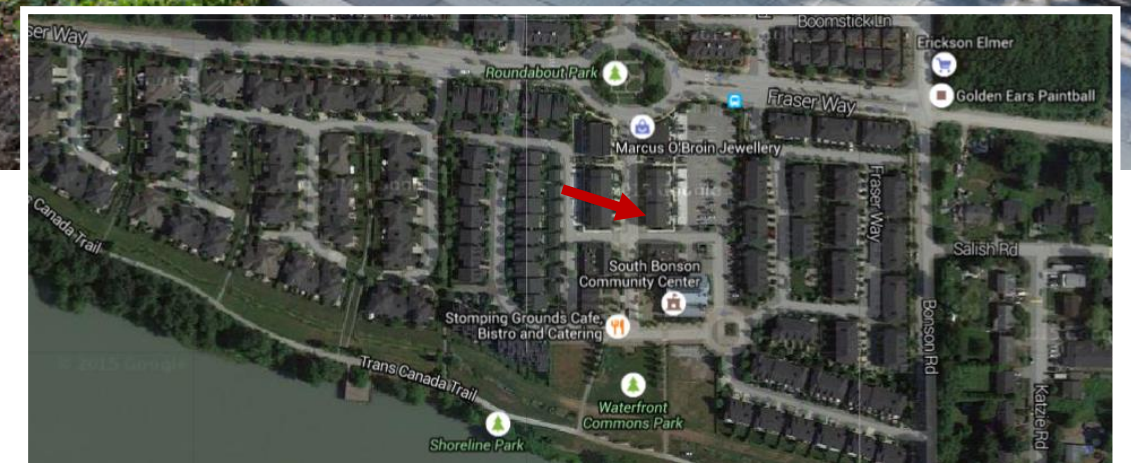 Boomstick Ln
ser Way
Erickson Elmer
Roundabout Park
Golden Ears Paintball
Fraser Way
Marcus O'Broin Jewellery
Fraser Way
Canada Trail
Salish Rd
South Bonson
Community Center
Stomping Grounds Cafe,
Bistro and Catering
Bonson Rd
Trans Canada Trail
© 2015 Google
Katzie Rd
Waterfront
Commons Park
Shoreline Park